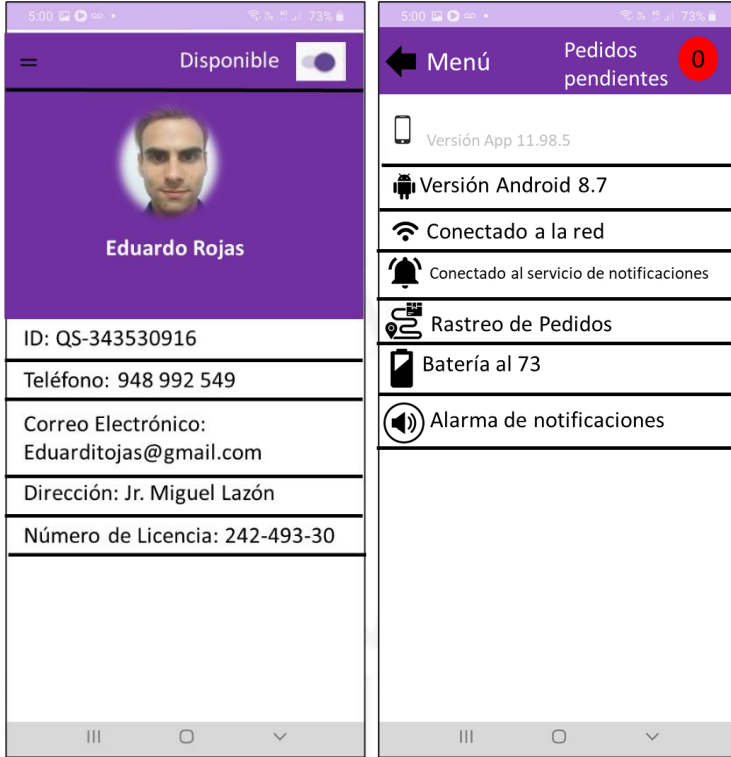 5:00 73%
Disponible
Eduardo Rojas
ID: QS-343530916
Teléfono: 948 992 549
Correo Electrónico:
Eduarditojas@gmail.com
Dirección: Jr. Miguel Lazón
Número de Licencia: 242-493-30
5:00 73%
Menú
Pedidos
pendientes
0
Versión App 11.98.5
Versión Android 8.7
Conectado a la red
Conectado al servicio de notificaciones
Rastreo de Pedidos
Batería al 73
Alarma de notificaciones